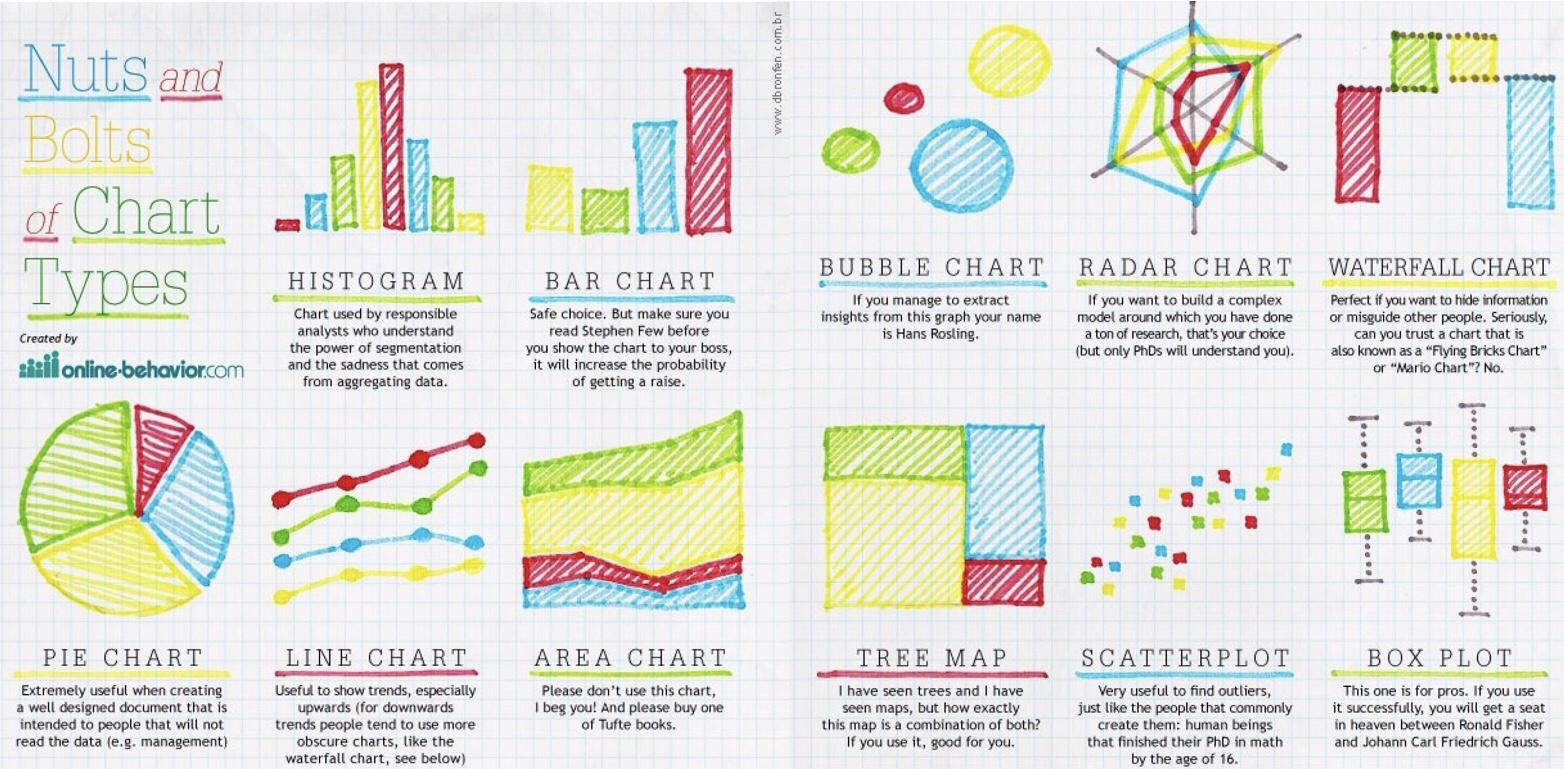 Nuts and
Bolts
of Chart
Types
Created by
online-behavior.com
HISTOGRAM
Chart used by responsible
analysts who understand
the power of segmentation
and the sadness that comes
from aggregating data.
BAR CHART
Safe choice. But make sure you
read Stephen Few before
you show the chart to your boss,
it will increase the probability
of getting a raise.
www.dbronfen.com.br
BUBBLE CHART
If you manage to extract
insights from this graph your name
is Hans Rosling.
RADAR CHART
If you want to build a complex
model around which you have done
a ton of research, that's your choice
(but only PhDs will understand you).
WATERFALL CHART
Perfect if you want to hide information
or misguide other people. Seriously,
can you trust a chart that is
also known as a “Flying Bricks Chart”
or “Mario Chart”? No.
PIE CHART
Extremely useful when creating
a well designed document that is
intended to people that will not
read the data (e.g. management)
LINE CHART
Useful to show trends, especially
upwards (for downwards
trends people tend to use more
obscure charts, like the
waterfall chart, see below)
AREA CHART
Please don't use this chart,
I beg you! And please buy one
of Tufte books.
TREE MAP
I have seen trees and I have
seen maps, but how exactly
this map is a combination of both?
If you use it, good for you.
SCATTERPLOT
Very useful to find outliers,
just like the people that commonly
create them: human beings
that finished their PhD in math
by the age of 16.
BOX PLOT
This one is for pros. If you use
it successfully, you will get a seat
in heaven between Ronald Fisher
and Johann Carl Friedrich Gauss.